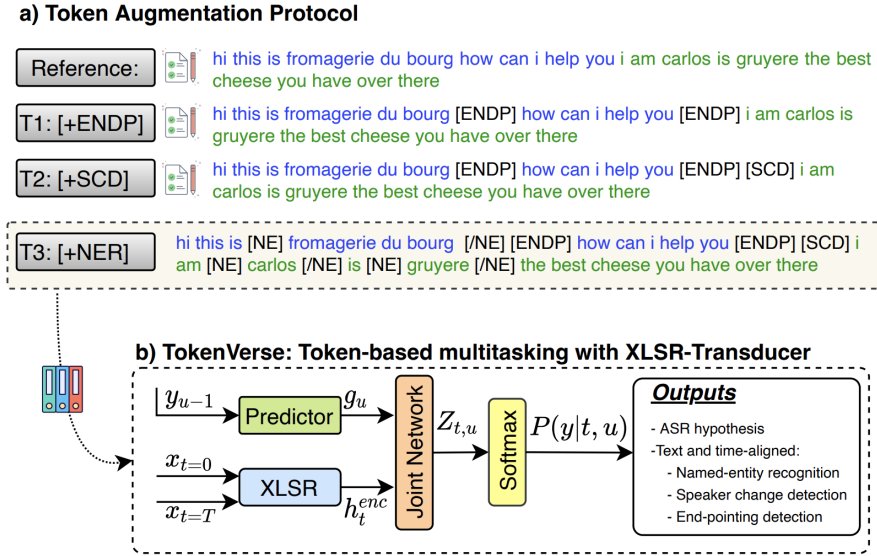 a) Token Augmentation Protocol
Reference:
hi this is fromagerie du bourg how can i help you i am carlos is gruyere the best
cheese you have over there
T1: [+ENDP]
hi this is fromagerie du bourg [ENDP] how can i help you [ENDP] i am carlos is
gruyere the best cheese you have over there
T2: [+SCD]
hi this is fromagerie du bourg [ENDP] how can i help you [ENDP] [SCD] i am
carlos is gruyere the best cheese you have over there
T3: [+NER]
hi this is [NE] fromagerie du bourg [/NE] [ENDP] how can i help you [ENDP] [SCD] i
am [NE] carlos [/NE] is [NE] gruyere [/NE] the best cheese you have over there
b) TokenVerse: Token-based multitasking with XLSR-Transducer
y_{u-1}
Predictor
g_u
x_{t=0}
x_{t=T}
XLSR
h_t^{enc}
Joint Network
Z_{t,u}
Softmax
P(y|t, u)
Outputs
- ASR hypothesis
-Text and time-aligned:
- Named-entity recognition
- Speaker change detection
- End-pointing detection